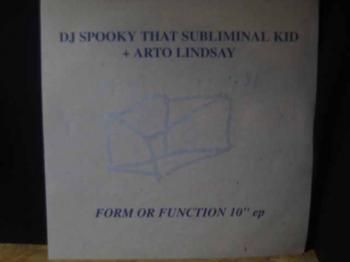 DJ SPOOKY THAT SUBLIMINAL KID
+ ARTO LINDSAY
FORM OR FUNCTION 10" ep